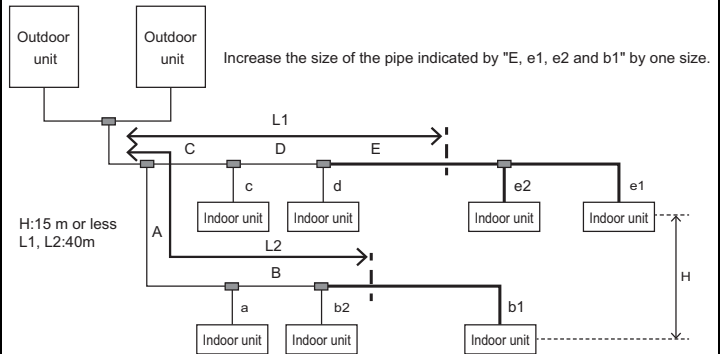 Outdoor
unit
Outdoor
unit
Increase the size of the pipe indicated by "E, e1, e2 and b1" by one size.
L1
C
D
E
c
d
e2
e1
Indoor unit
Indoor unit
Indoor unit
Indoor unit
H:15 m or less
L1, L2:40m
A
L2
H
B
a
b2
b1
Indoor unit
Indoor unit
Indoor unit